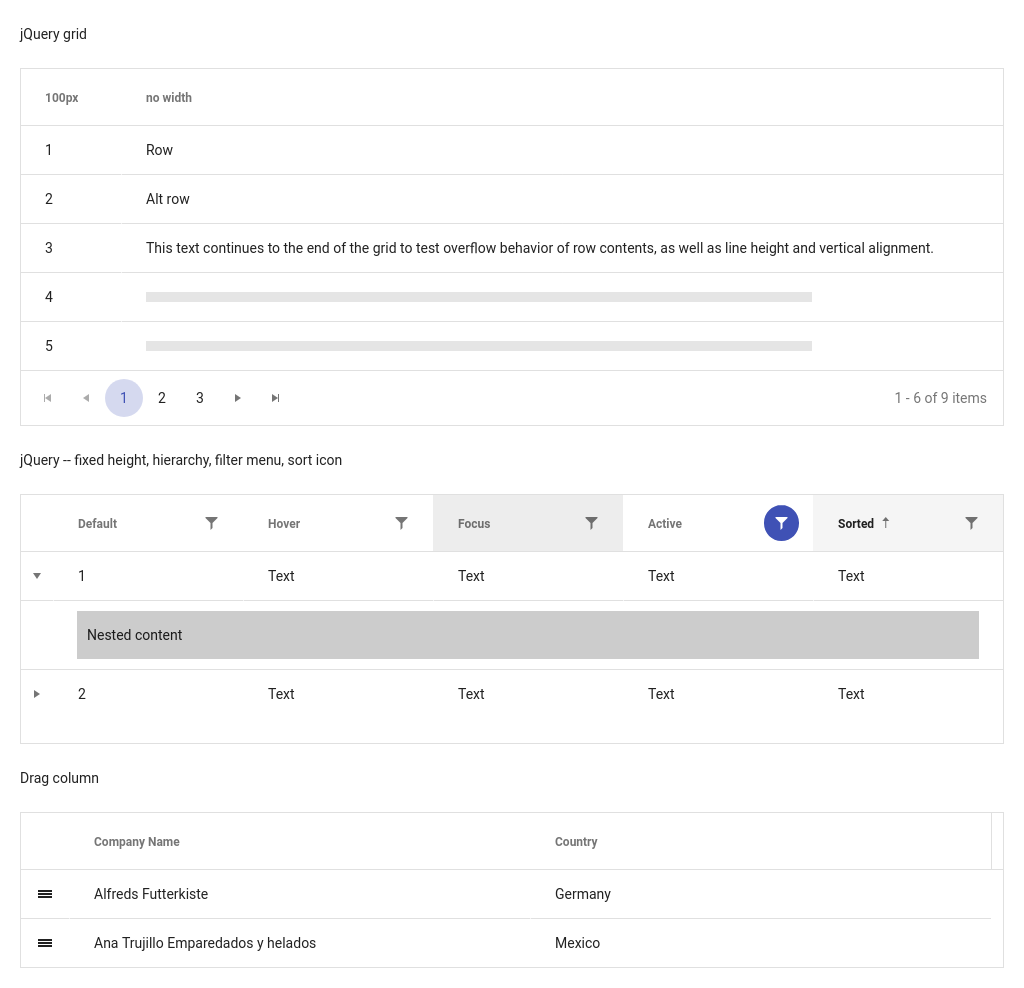 jQuery grid
100px no width
1 Row
2 Alt row
3 This text continues to the end of the grid to test overflow behavior of row contents, as well as line height and vertical alignment.
4
5
1 2 3 1 - 6 of 9 items
jQuery -- fixed height, hierarchy, filter menu, sort icon
Default Hover Focus Active Sorted
1 Text Text Text Text
Nested content
2 Text Text Text Text
Drag column
Company Name Country
Alfreds Futterkiste Germany
Ana Trujillo Emparedados y helados Mexico